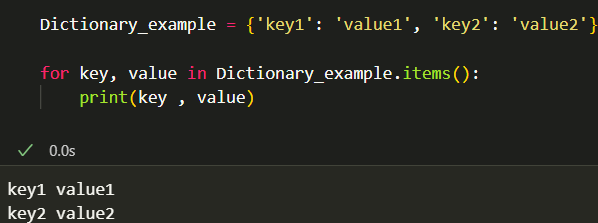 Dictionary_example = {'key1': 'value1', 'key2': 'value2'}
for key, value in Dictionary_example.items():
    print(key , value)
0.0s
key1 value1
key2 value2